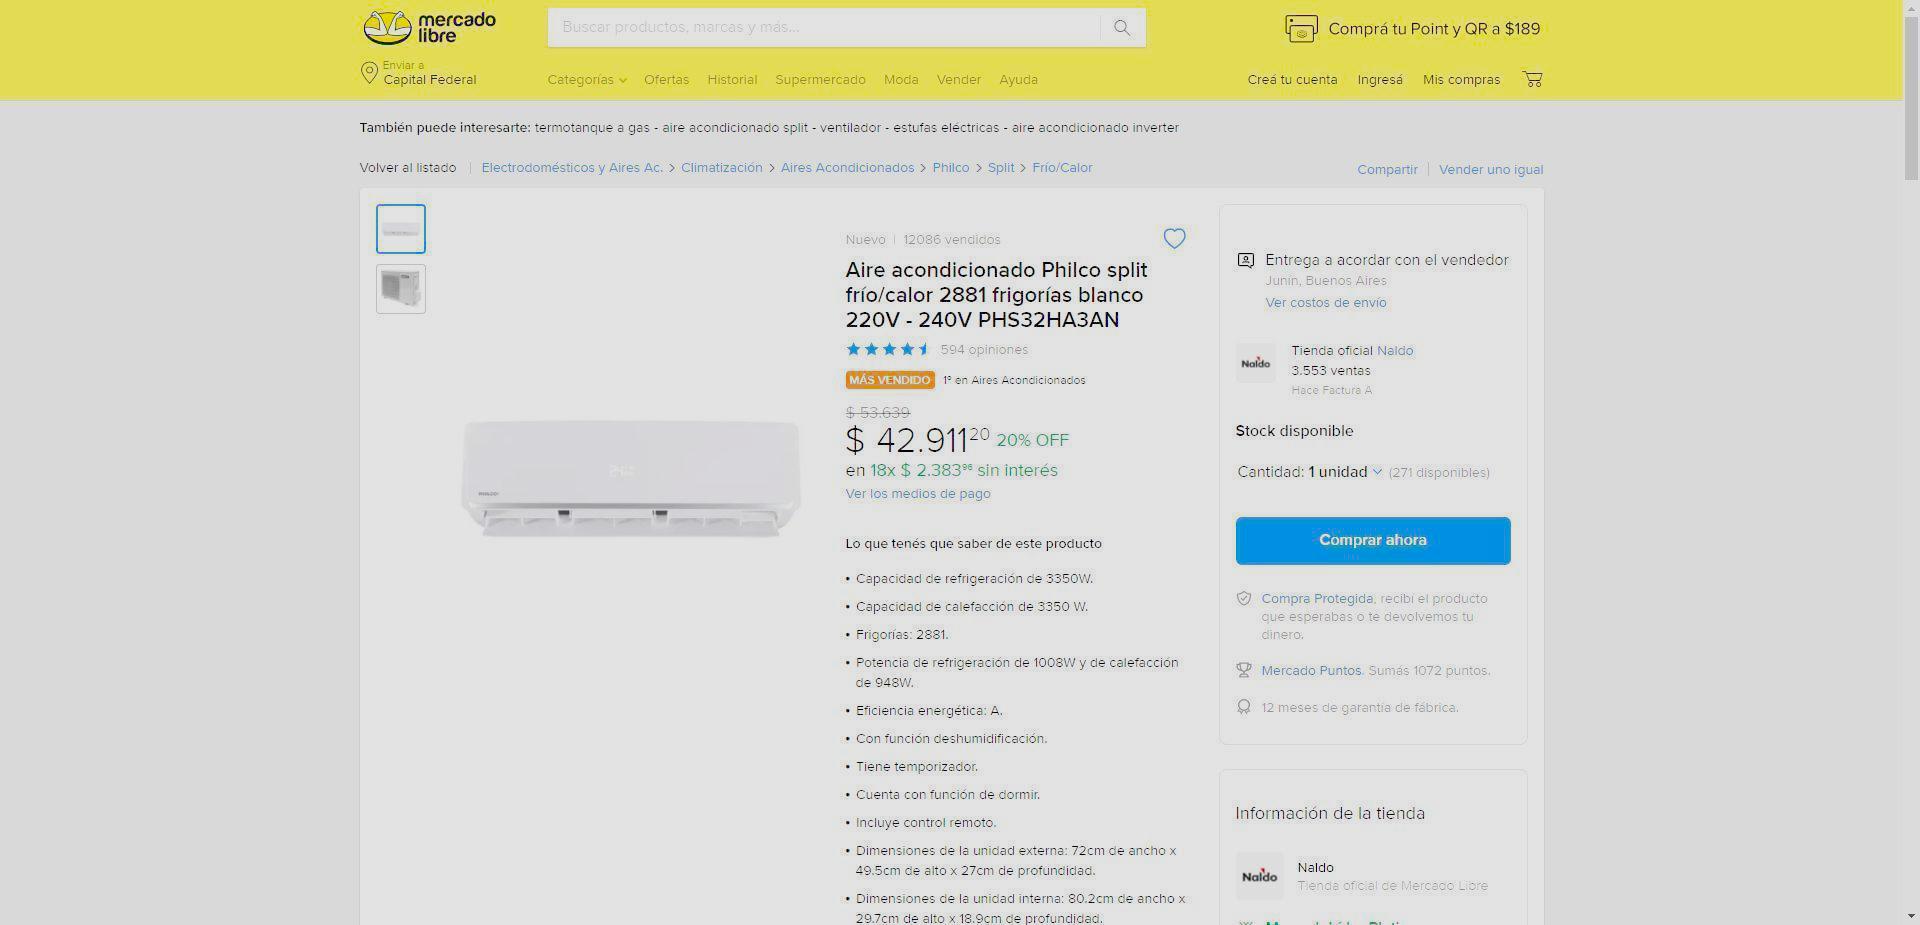 mercado
libre
Buscar productos, marcas y más...
Comprá tu Point y QR a $189
Enviar a
Capital Federal
Categorías Ofertas Historial Supermercado Moda Vender Ayuda
Creá tu cuenta Ingresá Mis compras
También puede interesarte: termotanque a gas - aire acondicionado split - ventilador - estufas eléctricas - aire acondicionado inverter
Volver al listado | Electrodomésticos y Aires Ac. > Climatización > Aires Acondicionados > Philco > Split > Frío/Calor
Compartir | Vender uno igual
Nuevo | 12086 vendidos
Aire acondicionado Philco split
frío/calor 2881 frigorías blanco
220V - 240V PHS32HA3AN
594 opiniones
MÁS VENDIDO 1º en Aires Acondicionados
$ 53.639
$ 42.911 20 20% OFF
en 18x $ 2.383 96 sin interés
Ver los medios de pago
Lo que tenés que saber de este producto
• Capacidad de refrigeración de 3350W.
• Capacidad de calefacción de 3350 W.
• Frigorías: 2881.
• Potencia de refrigeración de 1008W y de calefacción
de 948W.
• Eficiencia energética: A.
• Con función deshumidificación.
• Tiene temporizador.
• Cuenta con función de dormir.
• Incluye control remoto.
• Dimensiones de la unidad externa: 72cm de ancho x
49.5cm de alto x 27cm de profundidad.
• Dimensiones de la unidad interna: 80.2cm de ancho x
29.7cm de alto x 18.9cm de profundidad.
PHILCO
Entrega a acordar con el vendedor
Junín, Buenos Aires
Ver costos de envío
Naldo
Tienda oficial Naldo
3.553 ventas
Hace Factura A
Stock disponible
Cantidad: 1 unidad (271 disponibles)
Comprar ahora
Compra Protegida, recibí el producto
que esperabas o te devolvemos tu
dinero.
Mercado Puntos. Sumás 1072 puntos.
12 meses de garantía de fábrica.
Información de la tienda
Naldo
Naldo
Tienda oficial de Mercado Libre